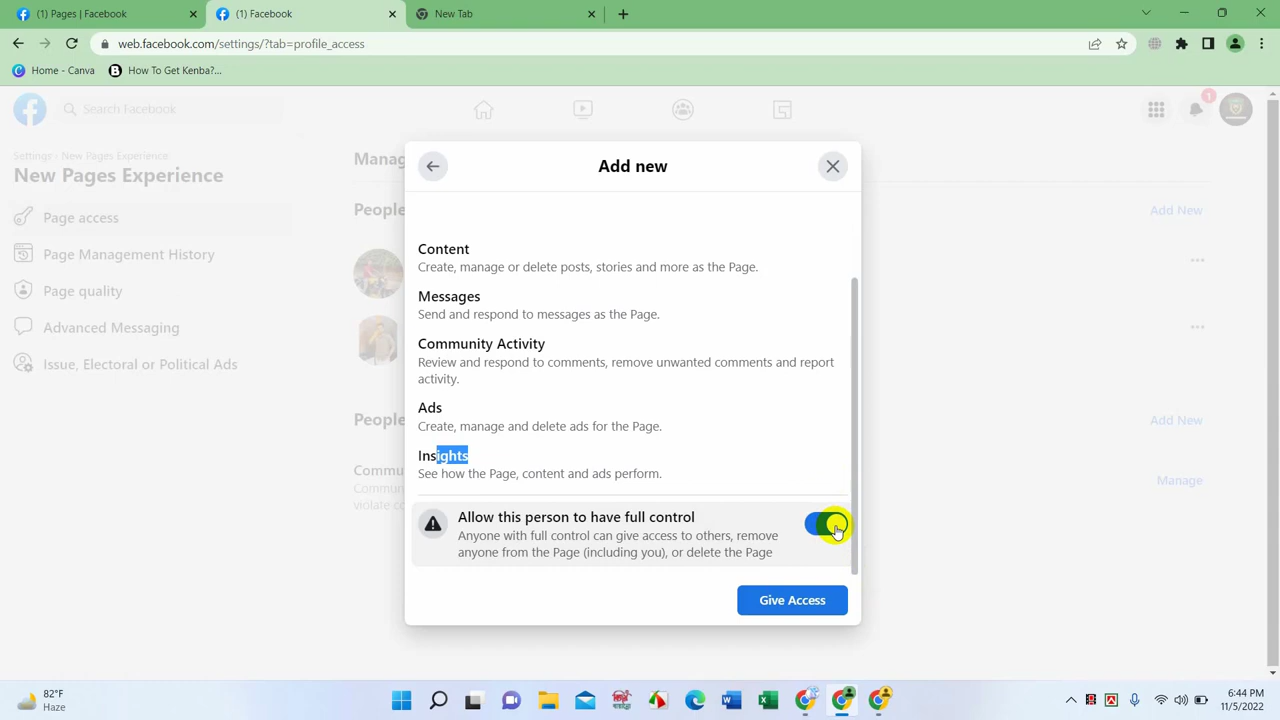 Pages | Facebook
Facebook
New Tab
web.facebook.com/settings/?tab=profile_access
Home - Canva
How To Get Kenba?...
Search Facebook
1
Settings › New Pages Experience
New Pages Experience
Page access
Page Management History
Page quality
Advanced Messaging
Issue, Electoral or Political Ads
Manag
People
Add New
People
Add New
Commu
Commun
violate co
Manage
Add new
Content
Create, manage or delete posts, stories and more as the Page.
Messages
Send and respond to messages as the Page.
Community Activity
Review and respond to comments, remove unwanted comments and report
activity.
Ads
Create, manage and delete ads for the Page.
Insights
See how the Page, content and ads perform.
Allow this person to have full control
Anyone with full control can give access to others, remove
anyone from the Page (including you), or delete the Page
Give Access
82°F
Haze
6:44 PM
11/5/2022